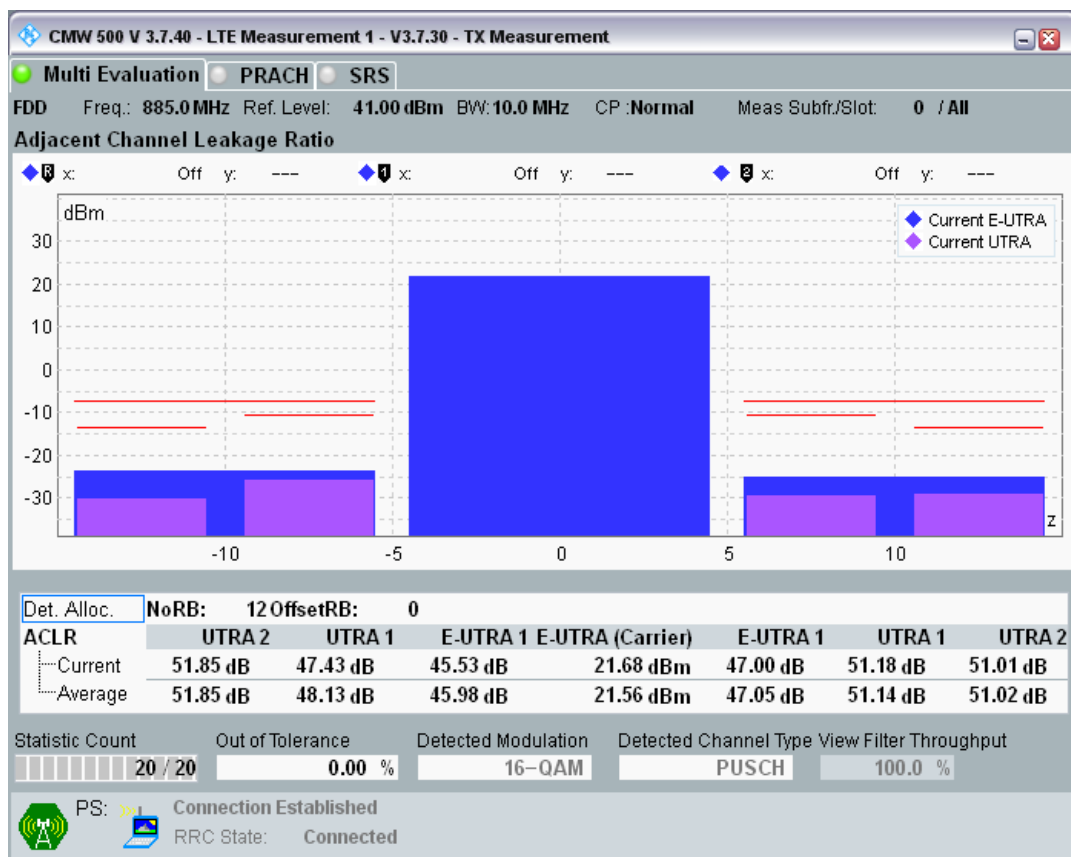 CMW 500 V 3.7.40 - LTE Measurement 1 - V3.7.30 - TX Measurement
Multi Evaluation PRACH SRS
FDD Freq.: 885.0 MHz Ref. Level: 41.00 dBm BW: 10.0 MHz CP :Normal Meas Subfr./Slot: 0 / All
Adjacent Channel Leakage Ratio
R x: Off y: --- 1 x: Off y: --- 2 x: Off y: ---
dBm
Current E-UTRA
Current UTRA
30
20
10
0
-10
-20
-30
z
-10 -5 0 5 10
Det. Alloc. NoRB: 12 OffsetRB: 0
ACLR UTRA 2 UTRA 1 E-UTRA 1 E-UTRA (Carrier) E-UTRA 1 UTRA 1 UTRA 2
Current 51.85 dB 47.43 dB 45.53 dB 21.68 dBm 47.00 dB 51.18 dB 51.01 dB
Average 51.85 dB 48.13 dB 45.98 dB 21.56 dBm 47.05 dB 51.14 dB 51.02 dB
Statistic Count Out of Tolerance Detected Modulation Detected Channel Type View Filter Throughput
20 / 20 0.00 % 16-QAM PUSCH 100.0 %
PS: Connection Established
RRC State: Connected